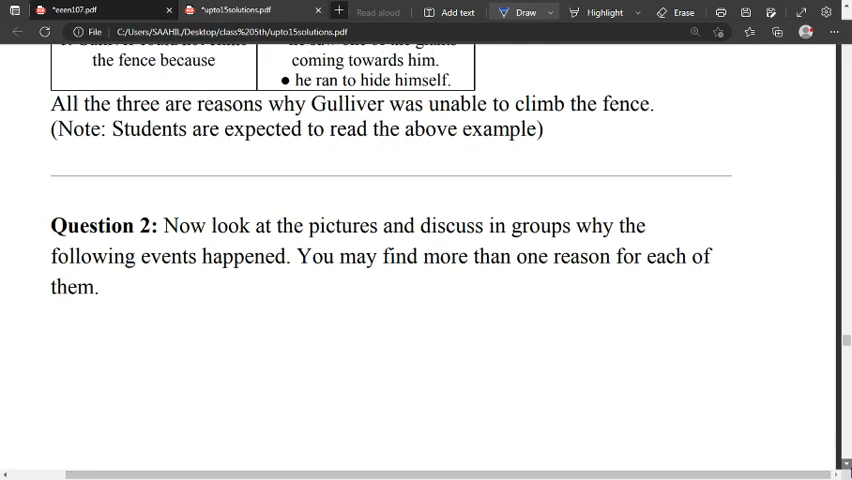 *eeen107.pdf
*upto15solutions.pdf
Read aloud
Add text
Draw
Highlight
Erase
File
C:/Users/SAAHIL/Desktop/class%205th/upto15solutions.pdf
the fence because
coming towards him.
● he ran to hide himself.
All the three are reasons why Gulliver was unable to climb the fence.
(Note: Students are expected to read the above example)
Question 2: Now look at the pictures and discuss in groups why the
following events happened. You may find more than one reason for each of
them.